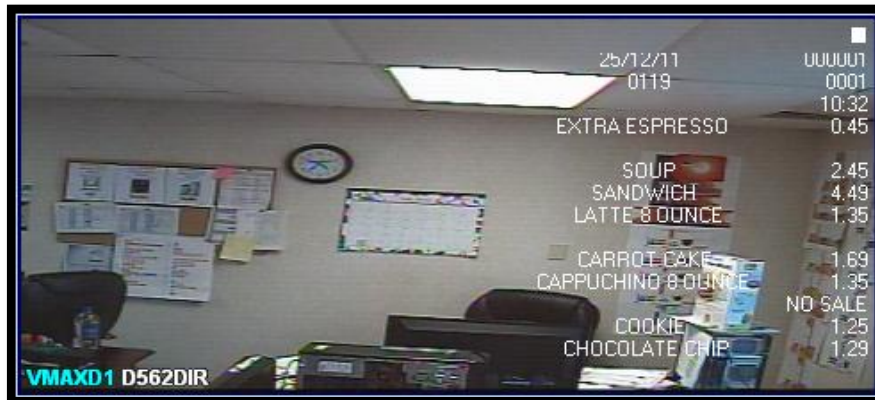 25/12/11 000001
0119 0001
10:32
EXTRA ESPRESSO 0.45
SOUP 2.45
SANDWICH 4.49
LATTE 8 OUNCE 1.35
CARROT CAKE 1.69
CAPPUCHINO 8 OUNCE 1.35
NO SALE
COOKIE 1.25
CHOCOLATE CHIP 1.29
VMAXD1 D562DIR